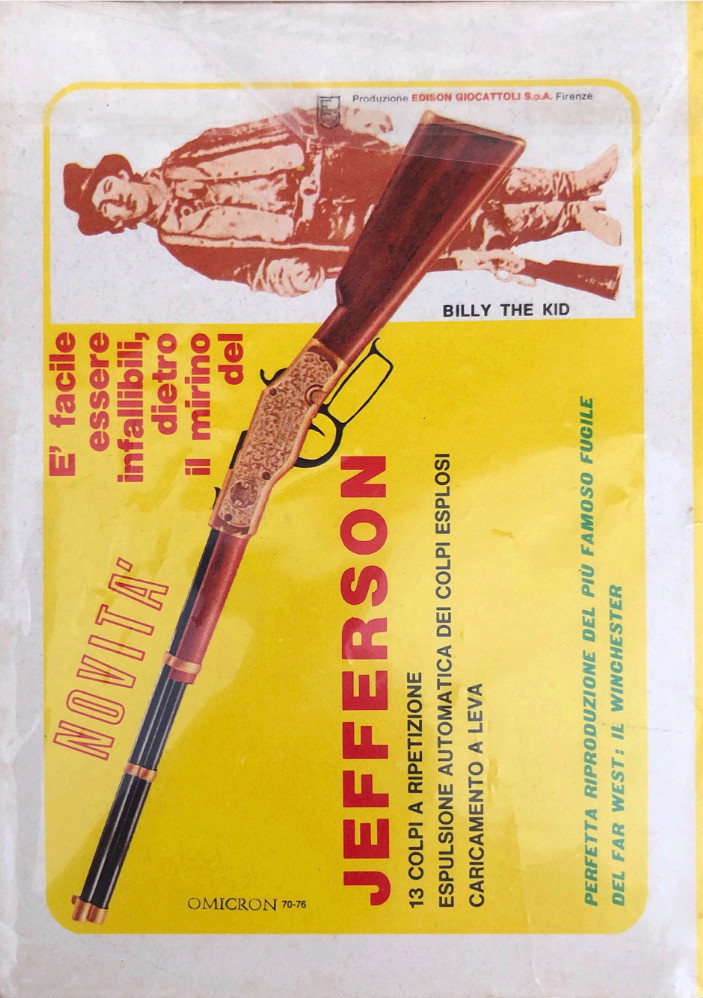 Produzione EDISON GIOCATTOLI S.p.A. Firenze
BILLY THE KID
E' facile
essere
infallibili,
dietro
il mirino
del
NOVITA'
JEFFERSON
13 COLPI A RIPETIZIONE
ESPULSIONE AUTOMATICA DEI COLPI ESPLOSI
CARICAMENTO A LEVA
PERFETTA RIPRODUZIONE DEL PIÙ FAMOSO FUCILE
DEL FAR WEST: IL WINCHESTER
OMICRON 70-76